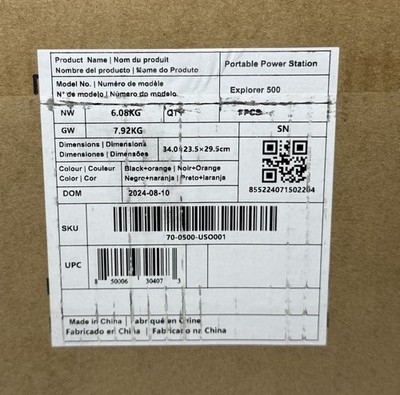 Product Name | Nom du produit
Nombre del producto | Nome do Produto
Portable Power Station
Model No. | Numéro de modèle
N° de modelo | Número do modelo
Explorer 500
NW 6.08KG QTY 1PCS
GW 7.92KG SN
Dimensions | Dimensions
Dimensiones | Dimensões
34.0×23.5×29.5cm
Colour | Couleur
Color | Cor
Black+orange | Noir+Orange
Negro+naranja | Preto+laranja
855224071502204
DOM 2024-08-10
SKU
70-0500-USO001
UPC
8 50006 30407 3
Made in China | Fabriqué en Chine
Fabricado en China | Fabricado na China